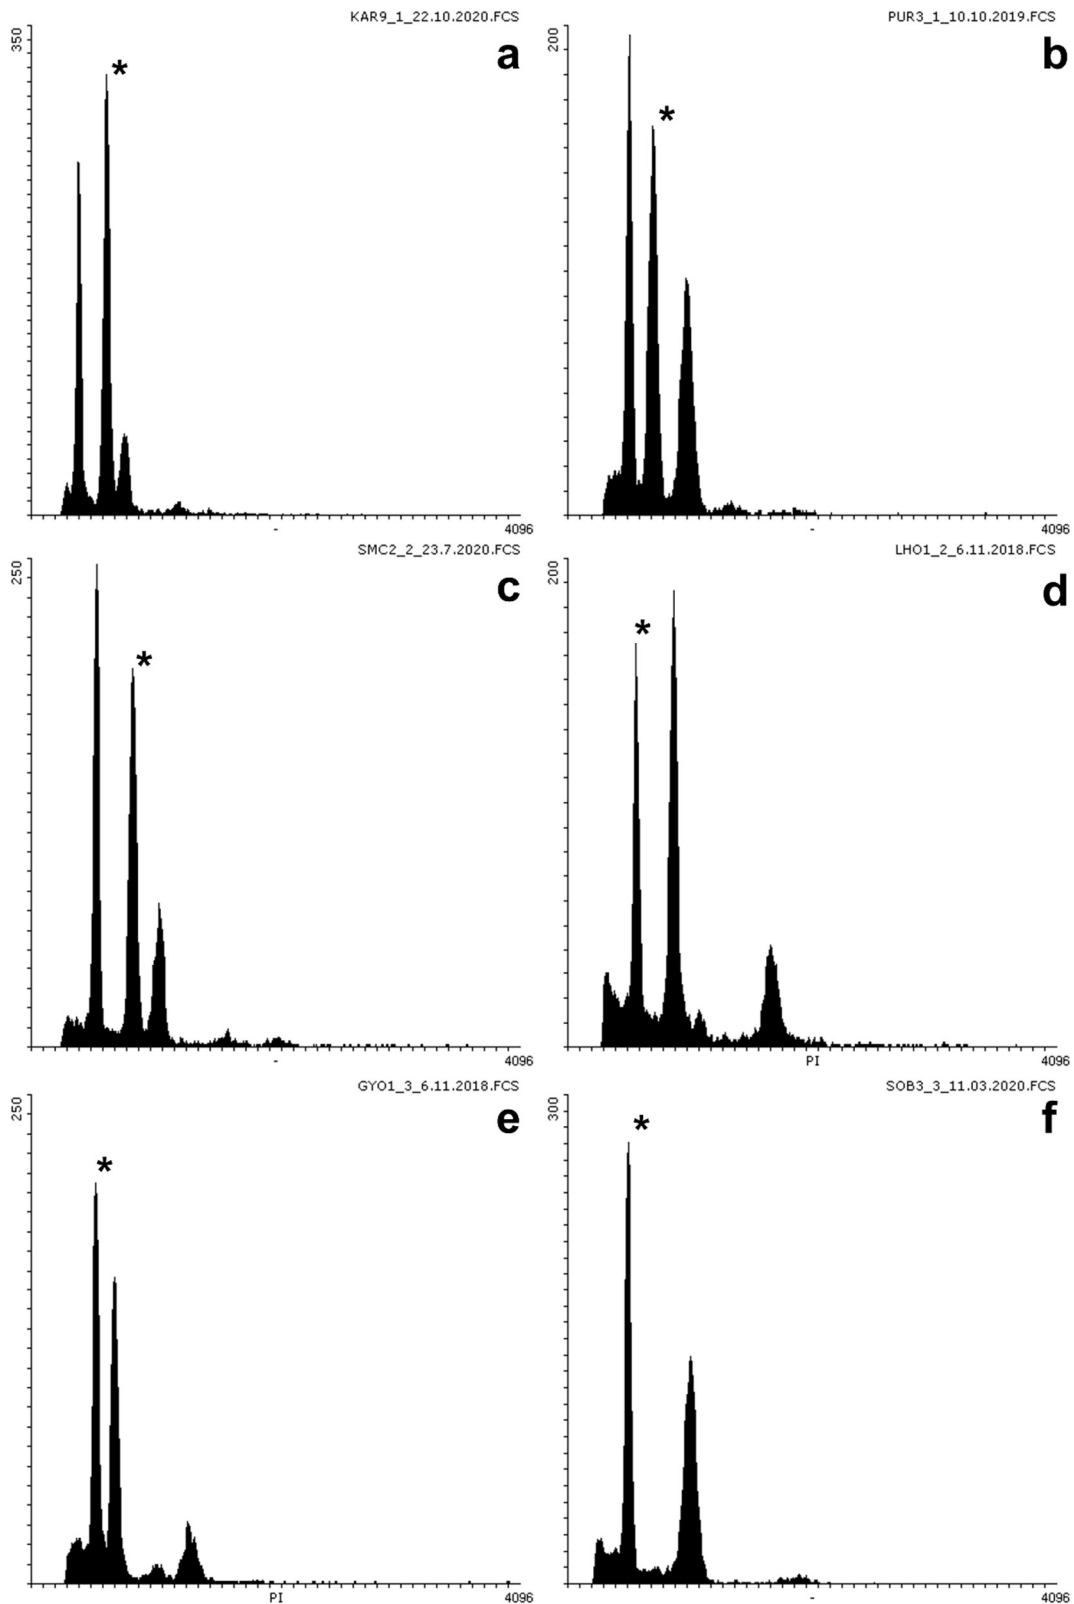 KAR9_1_22.10.2020.FCS
350
a
*
-
4096
PUR3_1_10.10.2019.FCS
200
b
*
-
4096
SMC2_2_23.7.2020.FCS
250
c
*
-
4096
LHO1_2_6.11.2018.FCS
200
d
*
PI
4096
GYO1_3_6.11.2018.FCS
250
e
*
PI
4096
SOB3_3_11.03.2020.FCS
300
f
*
-
4096